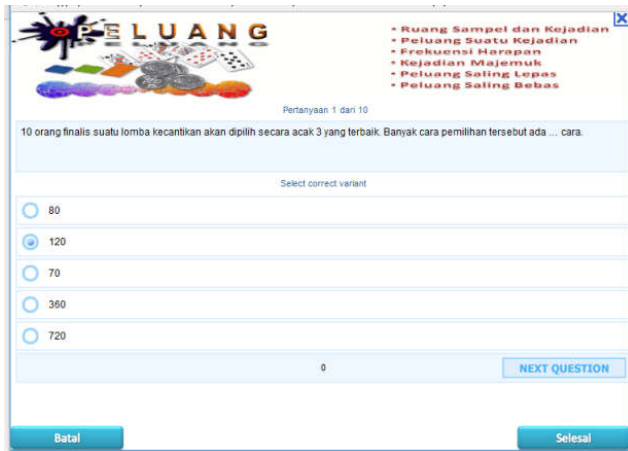 PELUANG
• Ruang Sampel dan Kejadian
• Peluang Suatu Kejadian
• Frekuensi Harapan
• Kejadian Majemuk
• Peluang Saling Lepas
• Peluang Saling Bebas
Pertanyaan 1 dari 10
10 orang finalis suatu lomba kecantikan akan dipilih secara acak 3 yang terbaik. Banyak cara pemilihan tersebut ada ... cara.
Select correct variant
80
120
70
360
720
0
NEXT QUESTION
Batal
Selesai